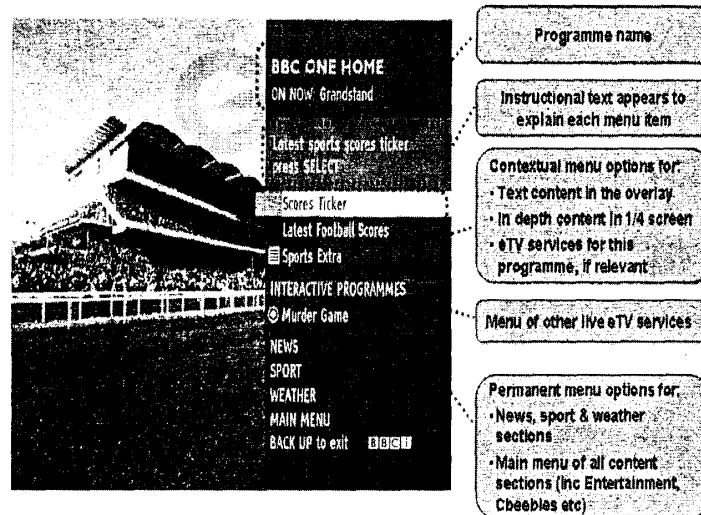 BBC ONE HOME
ON NOW Grandstand
Latest sports scores ticker
press SELECT
Scores Ticker
Latest Football Scores
Sports Extra
INTERACTIVE PROGRAMMES
Murder Game
NEWS
SPORT
WEATHER
MAIN MENU
BACK UP to exit BBCi
Programme name
Instructional text appears to
explain each menu item
Contextual menu options for:
· Text content in the overlay
· In depth content in 1/4 screen
· eTV services for this
programme, if relevant
Menu of other live eTV services
Permanent menu options for:
· News, sport & weather
sections
· Main menu of all content
sections (Inc Entertainment,
Cbeebies etc)